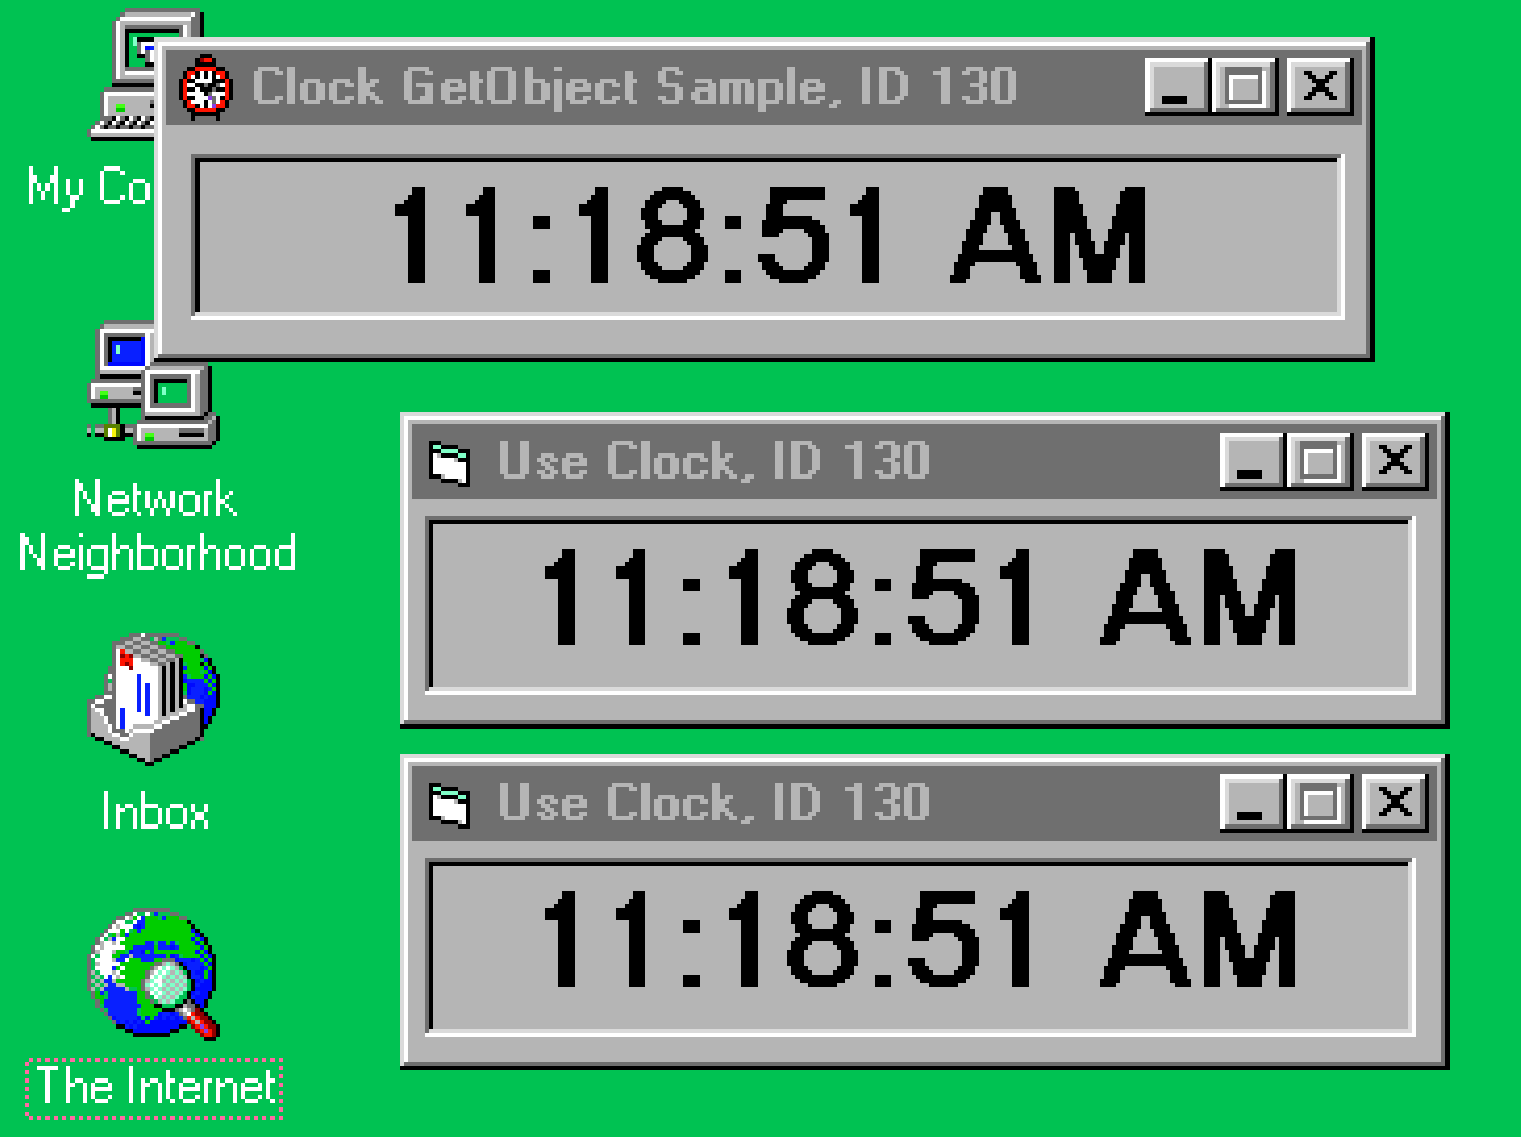 My Co
Clock GetObject Sample, ID 130
11:18:51 AM
Network
Neighborhood
Use Clock, ID 130
11:18:51 AM
Inbox
Use Clock, ID 130
11:18:51 AM
The Internet